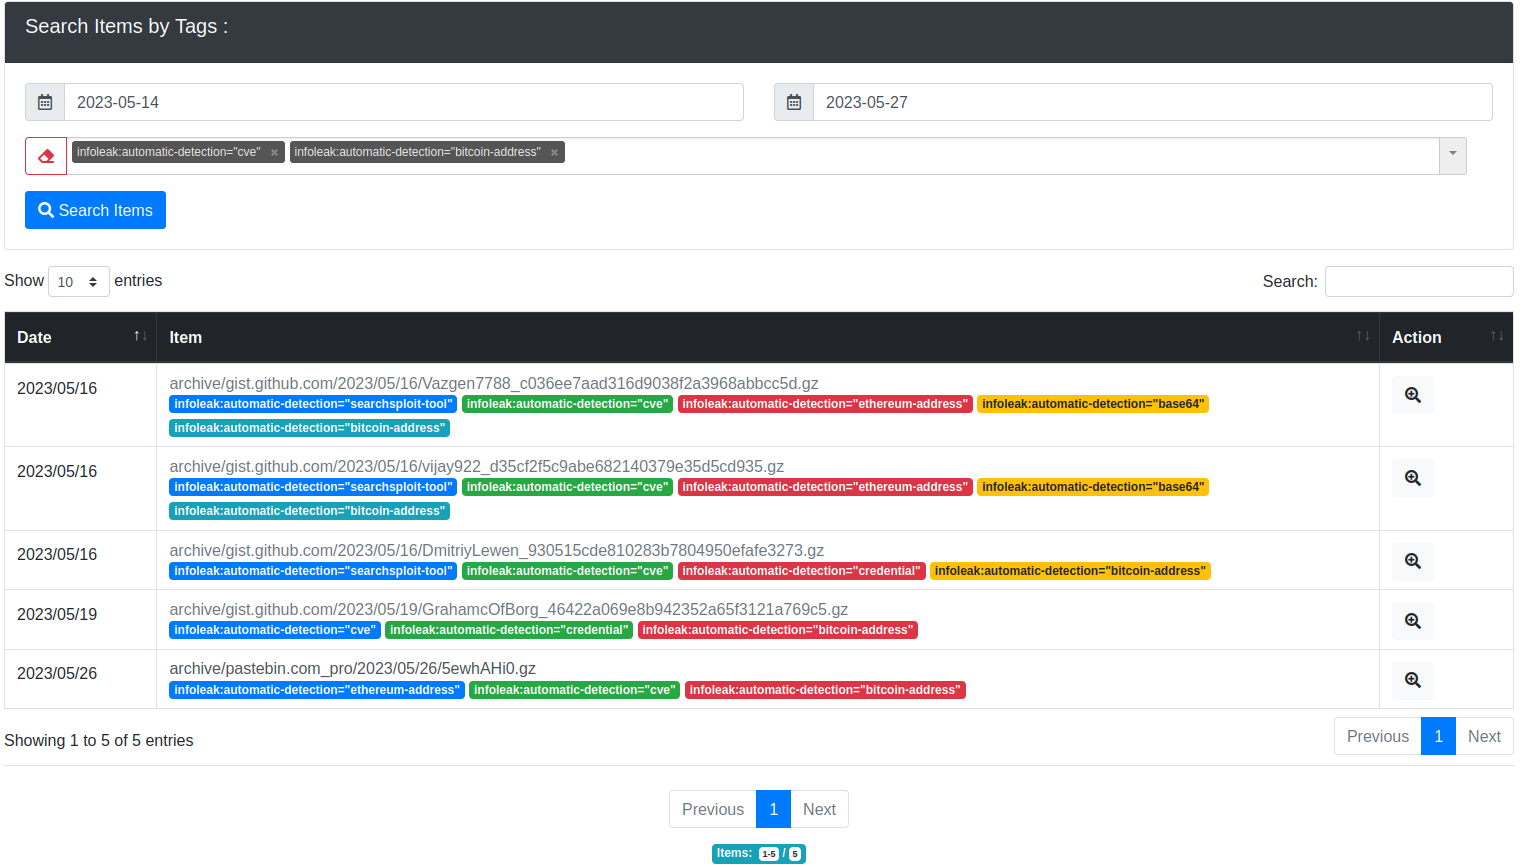 Search Items by Tags :
2023-05-14
2023-05-27
infoleak:automatic-detection="cve" × infoleak:automatic-detection="bitcoin-address" ×
Search Items
Show 10 entries
Search:
Date Item Action
2023/05/16
archive/gist.github.com/2023/05/16/Vazgen7788_c036ee7aad316d9038f2a3968abbcc5d.gz
infoleak:automatic-detection="searchsploit-tool" infoleak:automatic-detection="cve" infoleak:automatic-detection="ethereum-address" infoleak:automatic-detection="base64"
infoleak:automatic-detection="bitcoin-address"
2023/05/16
archive/gist.github.com/2023/05/16/vijay922_d35cf2f5c9abe682140379e35d5cd935.gz
infoleak:automatic-detection="searchsploit-tool" infoleak:automatic-detection="cve" infoleak:automatic-detection="ethereum-address" infoleak:automatic-detection="base64"
infoleak:automatic-detection="bitcoin-address"
2023/05/16
archive/gist.github.com/2023/05/16/DmitriyLewen_930515cde810283b7804950efafe3273.gz
infoleak:automatic-detection="searchsploit-tool" infoleak:automatic-detection="cve" infoleak:automatic-detection="credential" infoleak:automatic-detection="bitcoin-address"
2023/05/19
archive/gist.github.com/2023/05/19/GrahamcOfBorg_46422a069e8b942352a65f3121a769c5.gz
infoleak:automatic-detection="cve" infoleak:automatic-detection="credential" infoleak:automatic-detection="bitcoin-address"
2023/05/26
archive/pastebin.com_pro/2023/05/26/5ewhAHi0.gz
infoleak:automatic-detection="ethereum-address" infoleak:automatic-detection="cve" infoleak:automatic-detection="bitcoin-address"
Showing 1 to 5 of 5 entries
Previous 1 Next
Previous 1 Next
Items: 1-5 / 5